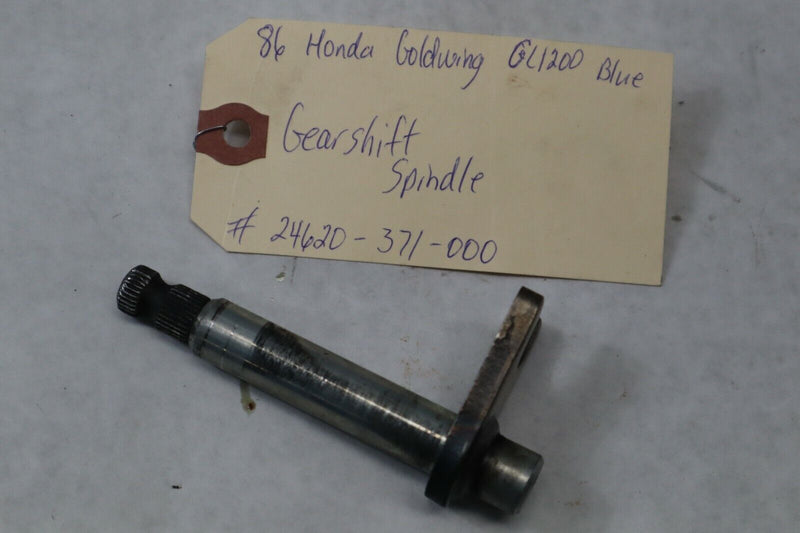 86 Honda Goldwing GL1200 Blue
Gearshift
Spindle
# 24620-371-000